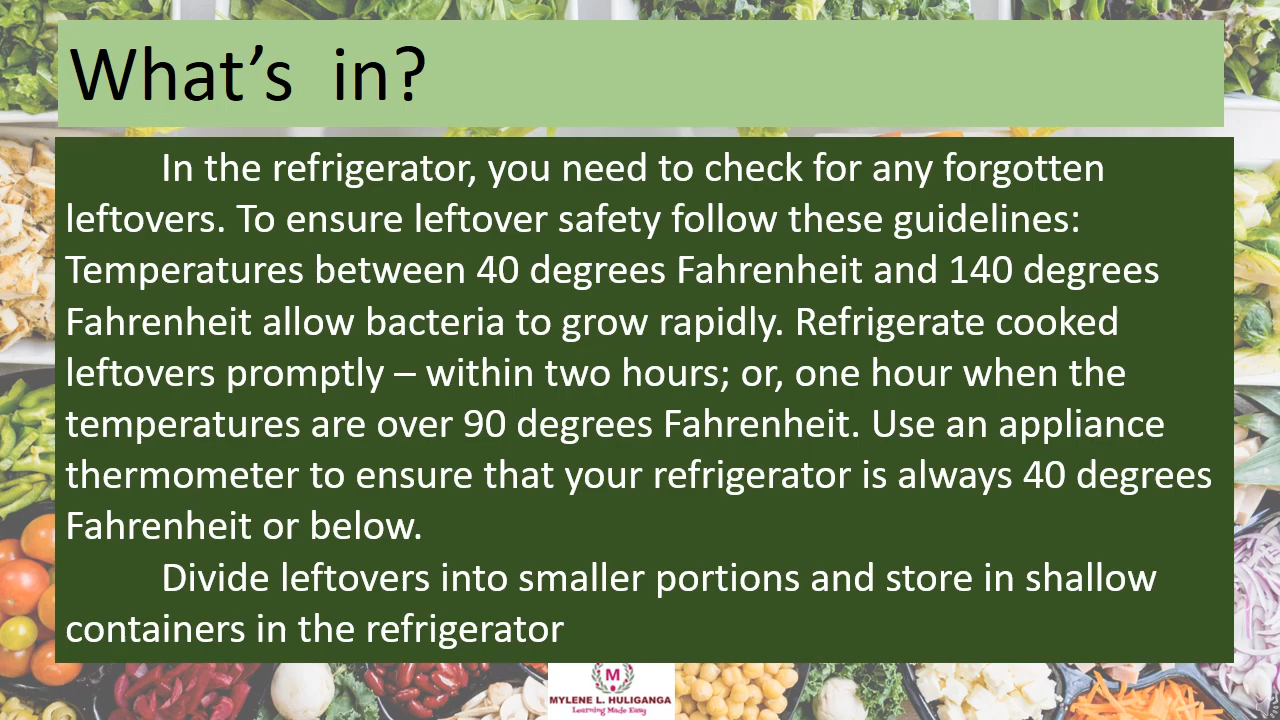 What’s  in?
In the refrigerator, you need to check for any forgotten
leftovers. To ensure leftover safety follow these guidelines:
Temperatures between 40 degrees Fahrenheit and 140 degrees
Fahrenheit allow bacteria to grow rapidly. Refrigerate cooked
leftovers promptly – within two hours; or, one hour when the
temperatures are over 90 degrees Fahrenheit. Use an appliance
thermometer to ensure that your refrigerator is always 40 degrees
Fahrenheit or below.
Divide leftovers into smaller portions and store in shallow
containers in the refrigerator
M
MYLENE L. HULIGANGA
Learning Made Easy